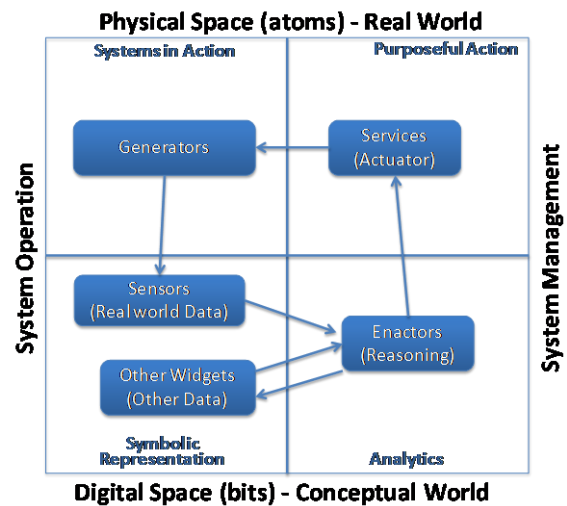 Physical Space (atoms) - Real World
Systems in Action
Purposeful Action
Generators
Services
(Actuator)
System Operation
System Management
Sensors
(Real world Data)
Enactors
(Reasoning)
Other Widgets
(Other Data)
Symbolic
Representation
Analytics
Digital Space (bits) - Conceptual World